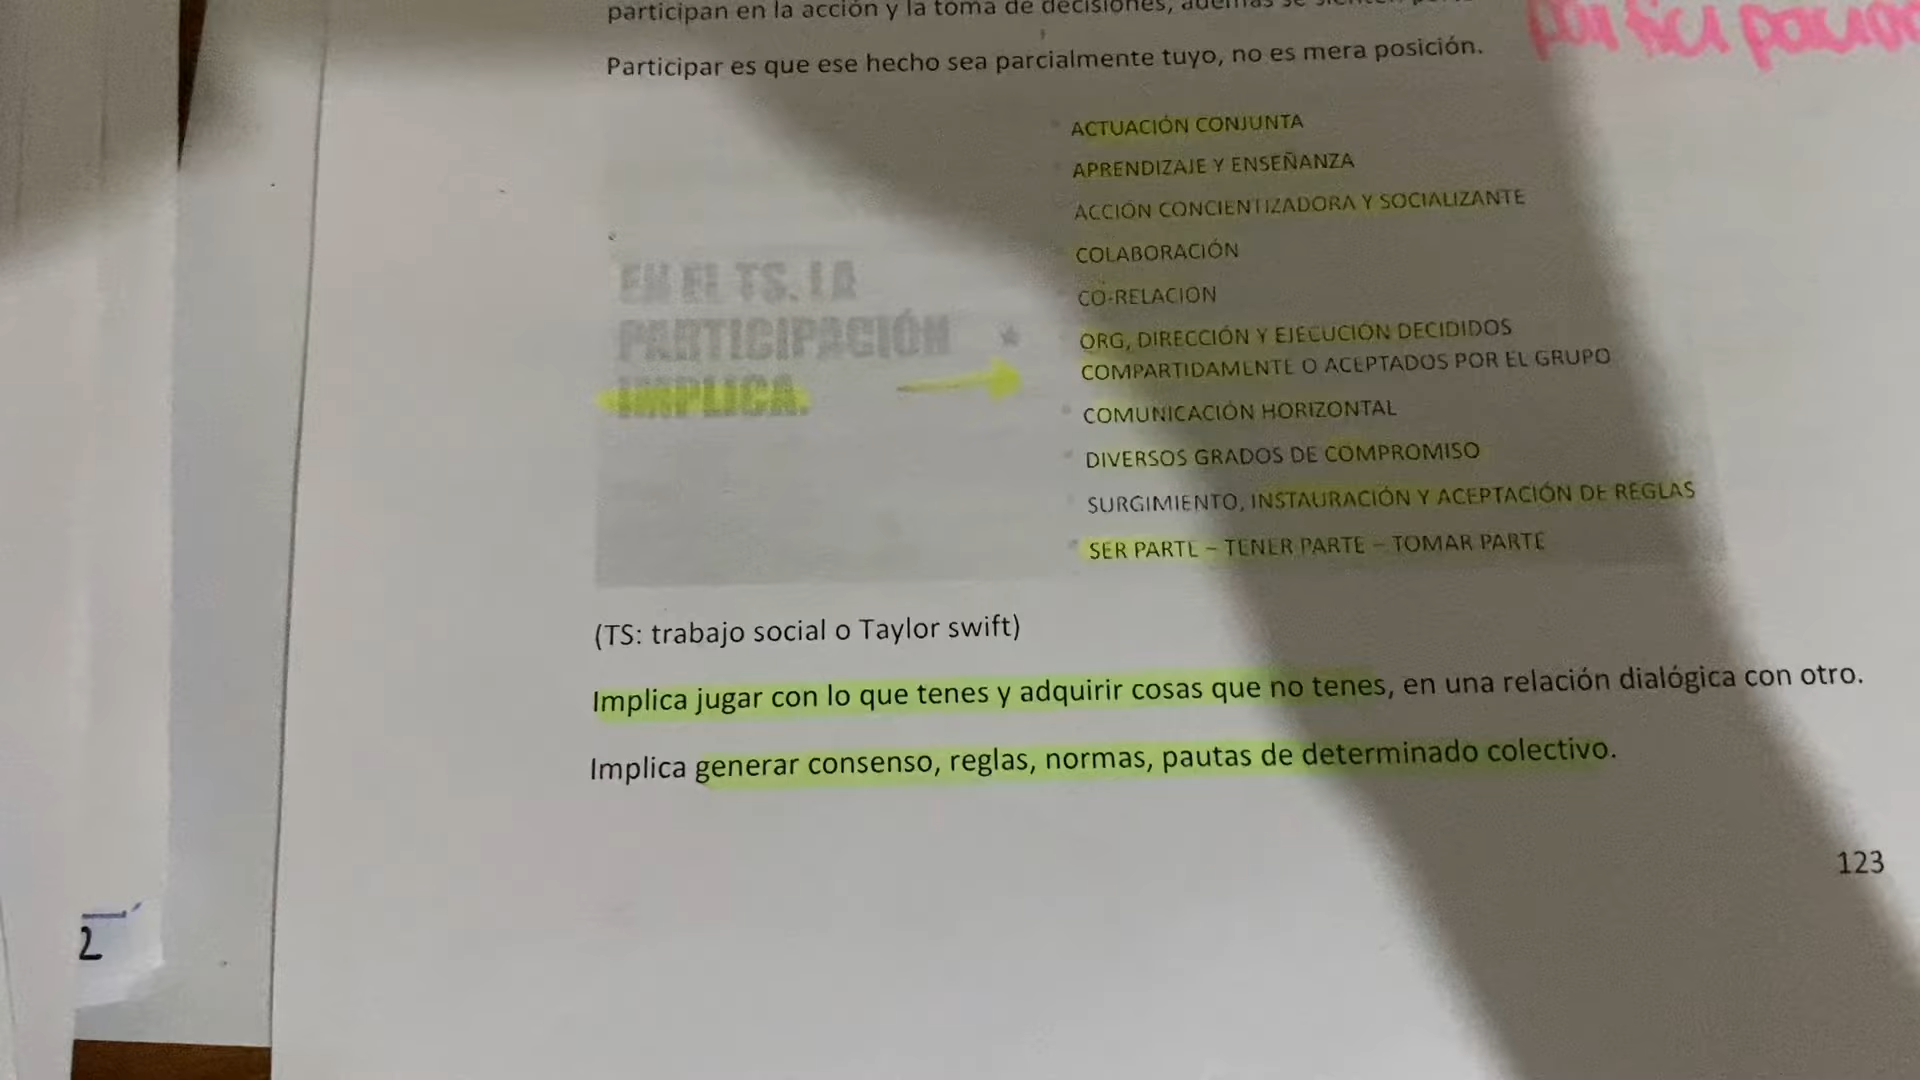 participan en la acción y la toma de decisiones, además se sienten
Participar es que ese hecho sea parcialmente tuyo, no es mera posición.
EN EL TS, LA
PARTICIPACIÓN
IMPLICA.
ACTUACIÓN CONJUNTA
APRENDIZAJE Y ENSEÑANZA
ACCIÓN CONCIENTIZADORA Y SOCIALIZANTE
COLABORACIÓN
CO-RELACION
ORG, DIRECCIÓN Y EJECUCIÓN DECIDIDOS
COMPARTIDAMENTE O ACEPTADOS POR EL GRUPO
COMUNICACIÓN HORIZONTAL
DIVERSOS GRADOS DE COMPROMISO
SURGIMIENTO, INSTAURACIÓN Y ACEPTACIÓN DE REGLAS
SER PARTE – TENER PARTE – TOMAR PARTE
(TS: trabajo social o Taylor swift)
Implica jugar con lo que tenes y adquirir cosas que no tenes, en una relación dialógica con otro.
Implica generar consenso, reglas, normas, pautas de determinado colectivo.
123
2